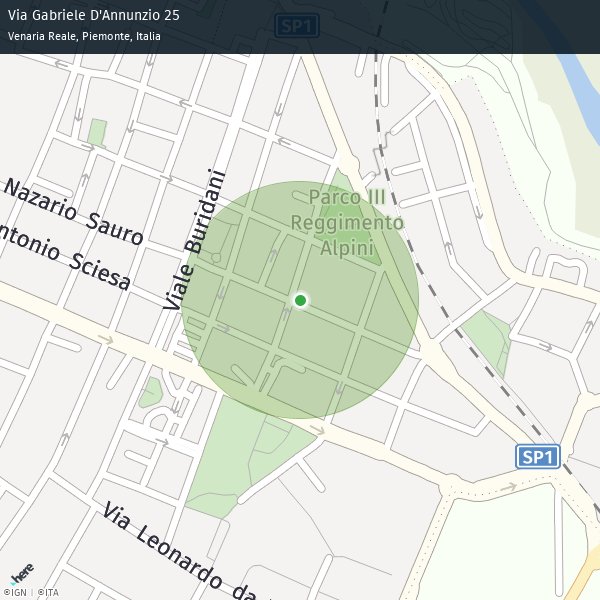 Via Gabriele D'Annunzio 25
Venaria Reale, Piemonte, Italia
SP1
Nazario Sauro
Viale Buridani
Parco III
Reggimento
Alpini
ntonio Sciesa
SP1
Via Leonardo da
here
©IGN | ©ITA